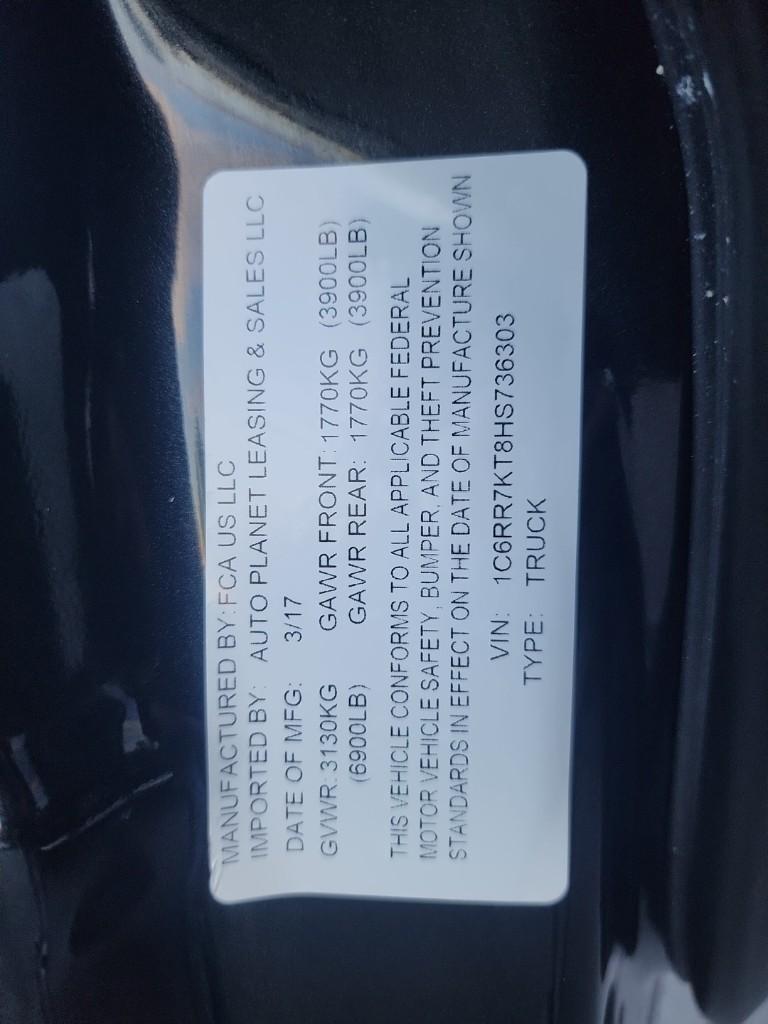 MANUFACTURED BY: FCA US LLC
IMPORTED BY: AUTO PLANET LEASING & SALES LLC
DATE OF MFG: 3/17
GVWR: 3130KG GAWR FRONT: 1770KG (3900LB)
(6900LB) GAWR REAR: 1770KG (3900LB)
THIS VEHICLE CONFORMS TO ALL APPLICABLE FEDERAL
MOTOR VEHICLE SAFETY, BUMPER, AND THEFT PREVENTION
STANDARDS IN EFFECT ON THE DATE OF MANUFACTURE SHOWN
VIN: 1C6RR7KT8HS736303
TYPE: TRUCK